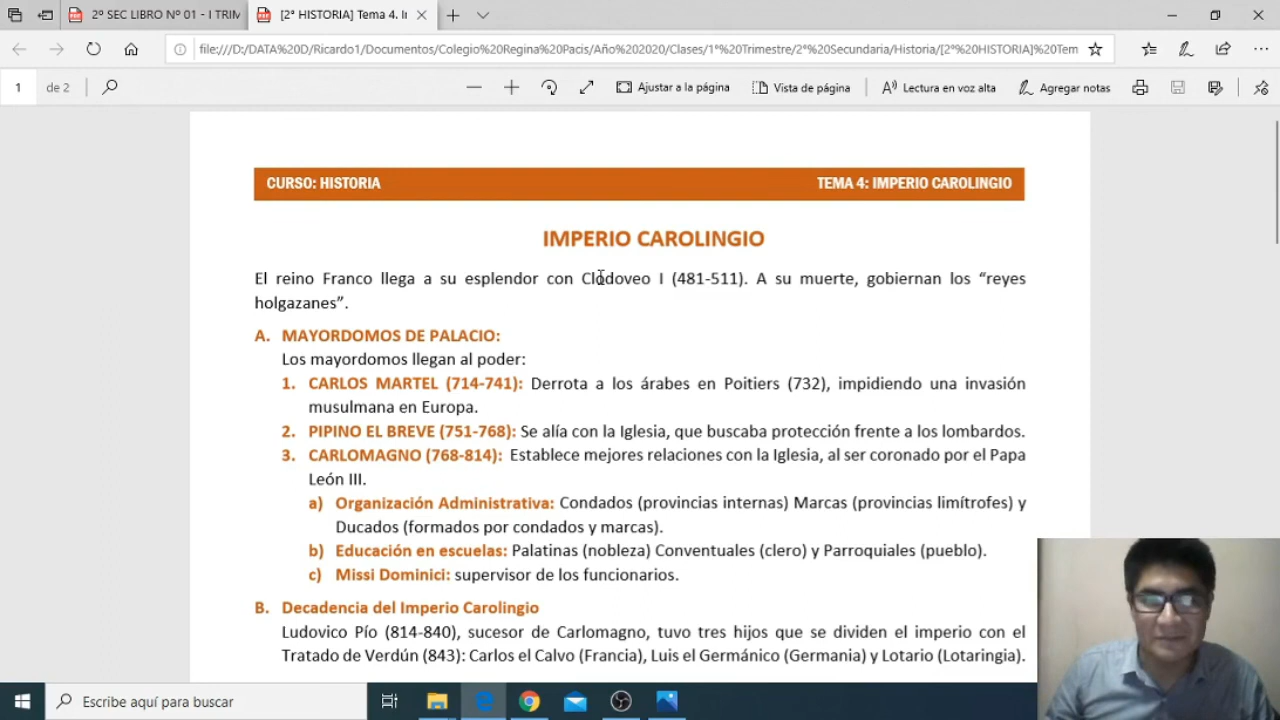 2º SEC LIBRO Nº 01 - I TRIM
[2° HISTORIA] Tema 4. I
file:///D:/DATA%20D/Ricardo1/Documentos/Colegio%20Regina%20Pacis/Año%202020/Clases/1°%20Trimestre/2°%20Secundaria/Historia/[2°%20HISTORIA]%20Tem
1 de 2
Ajustar a la página
Vista de página
Lectura en voz alta
Agregar notas
CURSO: HISTORIA TEMA 4: IMPERIO CAROLINGIO
IMPERIO CAROLINGIO
El reino Franco llega a su esplendor con Clodoveo I (481-511). A su muerte, gobiernan los “reyes
holgazanes”.
A. MAYORDOMOS DE PALACIO:
Los mayordomos llegan al poder:
1. CARLOS MARTEL (714-741): Derrota a los árabes en Poitiers (732), impidiendo una invasión
musulmana en Europa.
2. PIPINO EL BREVE (751-768): Se alía con la Iglesia, que buscaba protección frente a los lombardos.
3. CARLOMAGNO (768-814): Establece mejores relaciones con la Iglesia, al ser coronado por el Papa
León III.
a) Organización Administrativa: Condados (provincias internas) Marcas (provincias limítrofes) y
Ducados (formados por condados y marcas).
b) Educación en escuelas: Palatinas (nobleza) Conventuales (clero) y Parroquiales (pueblo).
c) Missi Dominici: supervisor de los funcionarios.
B. Decadencia del Imperio Carolingio
Ludovico Pío (814-840), sucesor de Carlomagno, tuvo tres hijos que se dividen el imperio con el
Tratado de Verdún (843): Carlos el Calvo (Francia), Luis el Germánico (Germania) y Lotario (Lotaringia).
Escribe aquí para buscar